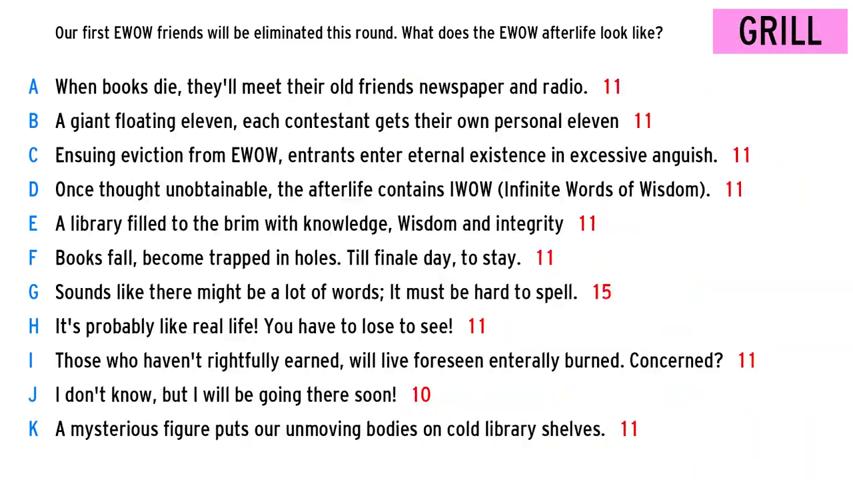 Our first EWOW friends will be eliminated this round. What does the EWOW afterlife look like?
GRILL
A When books die, they'll meet their old friends newspaper and radio. 11
B A giant floating eleven, each contestant gets their own personal eleven 11
C Ensuing eviction from EWOW, entrants enter eternal existence in excessive anguish. 11
D Once thought unobtainable, the afterlife contains IWOW (Infinite Words of Wisdom). 11
E A library filled to the brim with knowledge, Wisdom and integrity 11
F Books fall, become trapped in holes. Till finale day, to stay. 11
G Sounds like there might be a lot of words; It must be hard to spell. 15
H It's probably like real life! You have to lose to see! 11
I Those who haven't rightfully earned, will live foreseen enterally burned. Concerned? 11
J I don't know, but I will be going there soon! 10
K A mysterious figure puts our unmoving bodies on cold library shelves. 11